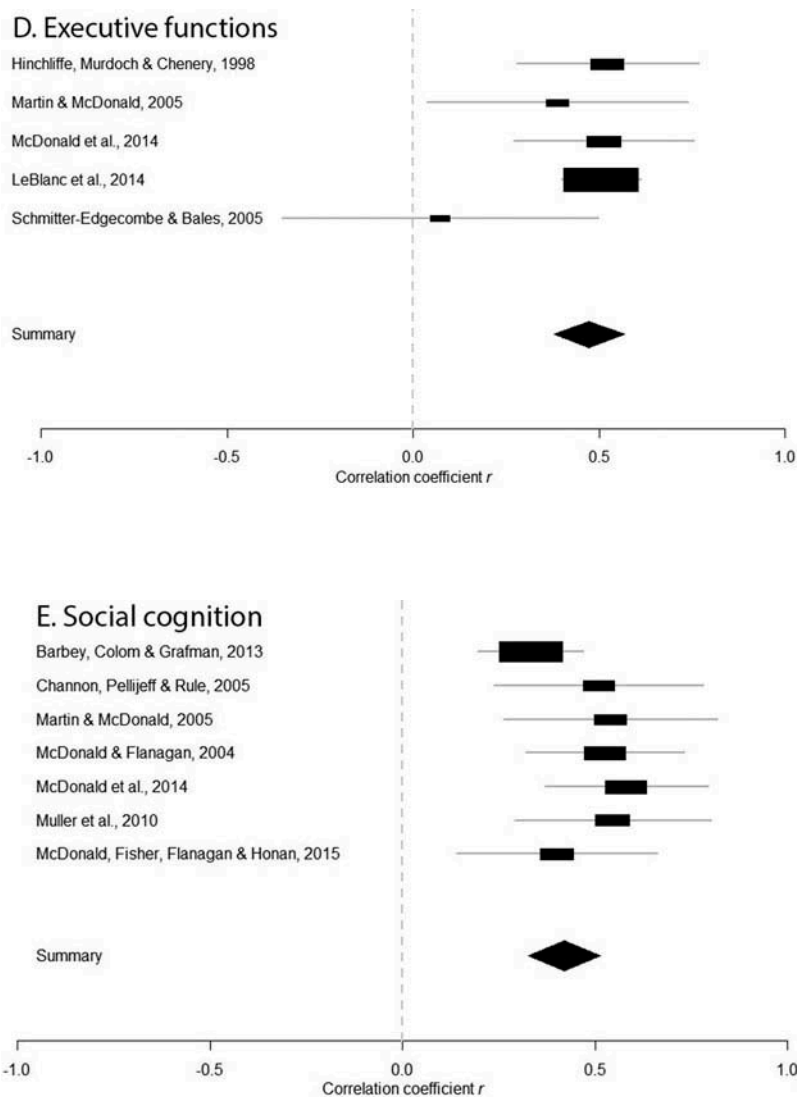 D. Executive functions
Hinchliffe, Murdoch & Chenery, 1998
Martin & McDonald, 2005
McDonald et al., 2014
LeBlanc et al., 2014
Schmitter-Edgecombe & Bales, 2005
Summary
-1.0 -0.5 0.0 0.5 1.0
Correlation coefficient r
E. Social cognition
Barbey, Colom & Grafman, 2013
Channon, Pellijeff & Rule, 2005
Martin & McDonald, 2005
McDonald & Flanagan, 2004
McDonald et al., 2014
Muller et al., 2010
McDonald, Fisher, Flanagan & Honan, 2015
Summary
-1.0 -0.5 0.0 0.5 1.0
Correlation coefficient r